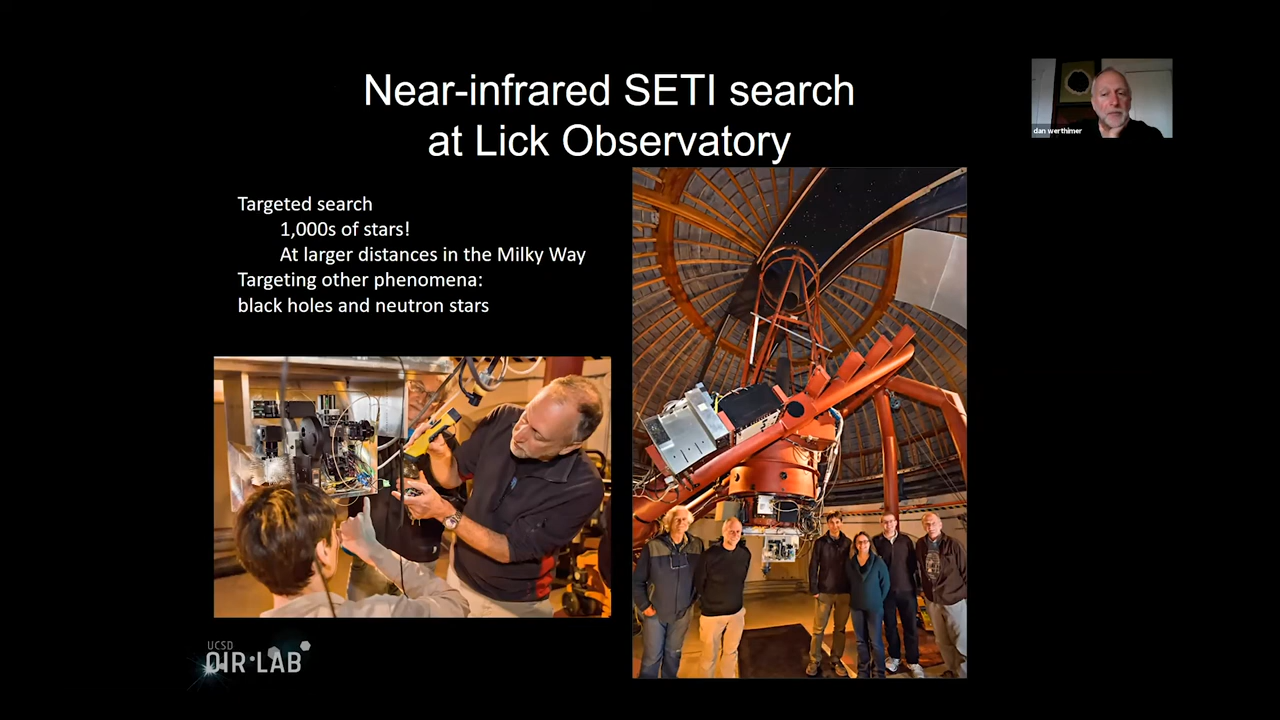 Near-infrared SETI search
at Lick Observatory
dan werthimer
Targeted search
1,000s of stars!
At larger distances in the Milky Way
Targeting other phenomena:
black holes and neutron stars
UCSD
OIR·LAB